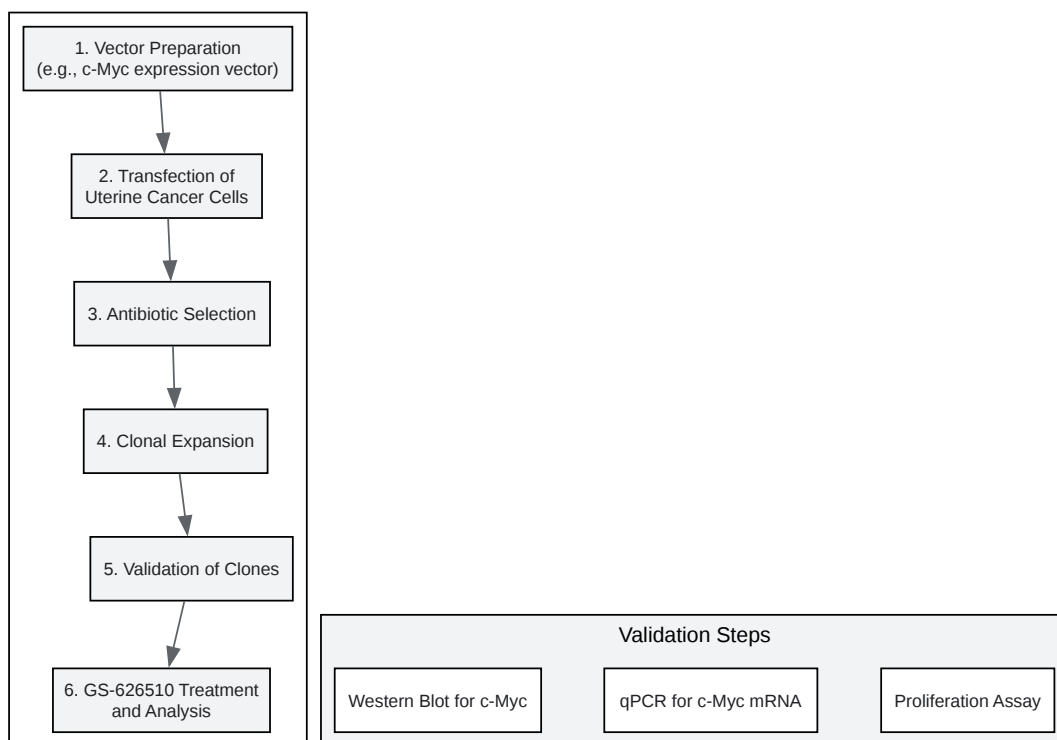 1. Vector Preparation
(e.g., c-Myc expression vector)
2. Transfection of
Uterine Cancer Cells
3. Antibiotic Selection
4. Clonal Expansion
5. Validation of Clones
6. GS-626510 Treatment
and Analysis
Validation Steps
Western Blot for c-Myc
qPCR for c-Myc mRNA
Proliferation Assay